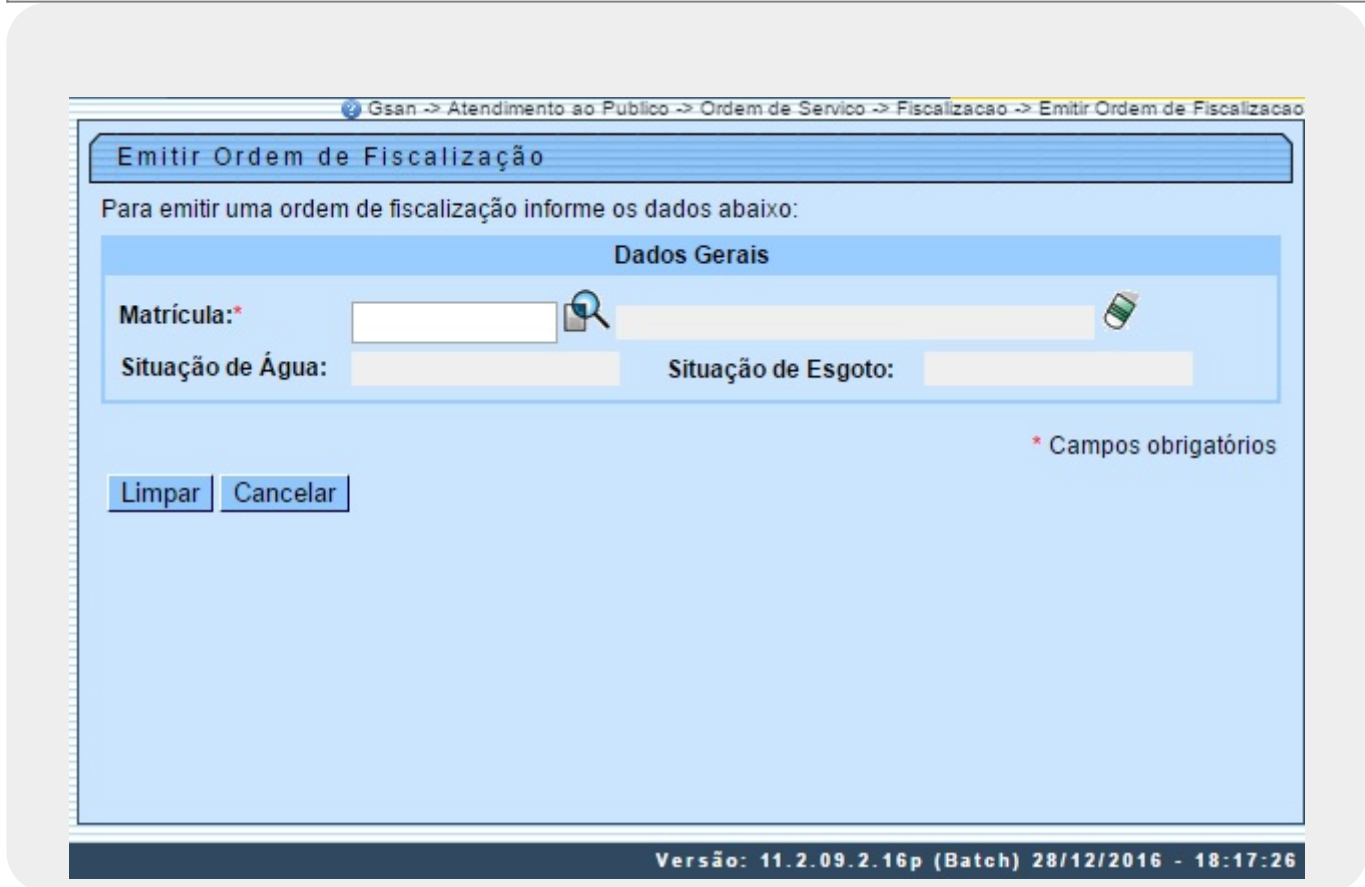 Gsan -> Atendimento ao Publico -> Ordem de Servico -> Fiscalizacao -> Emitir Ordem de Fiscalizacao
Emitir Ordem de Fiscalização
Para emitir uma ordem de fiscalização informe os dados abaixo:
Dados Gerais
Matrícula:*
Situação de Água: Situação de Esgoto:
* Campos obrigatórios
Limpar Cancelar
Versão: 11.2.09.2.16p (Batch) 28/12/2016 - 18:17:26